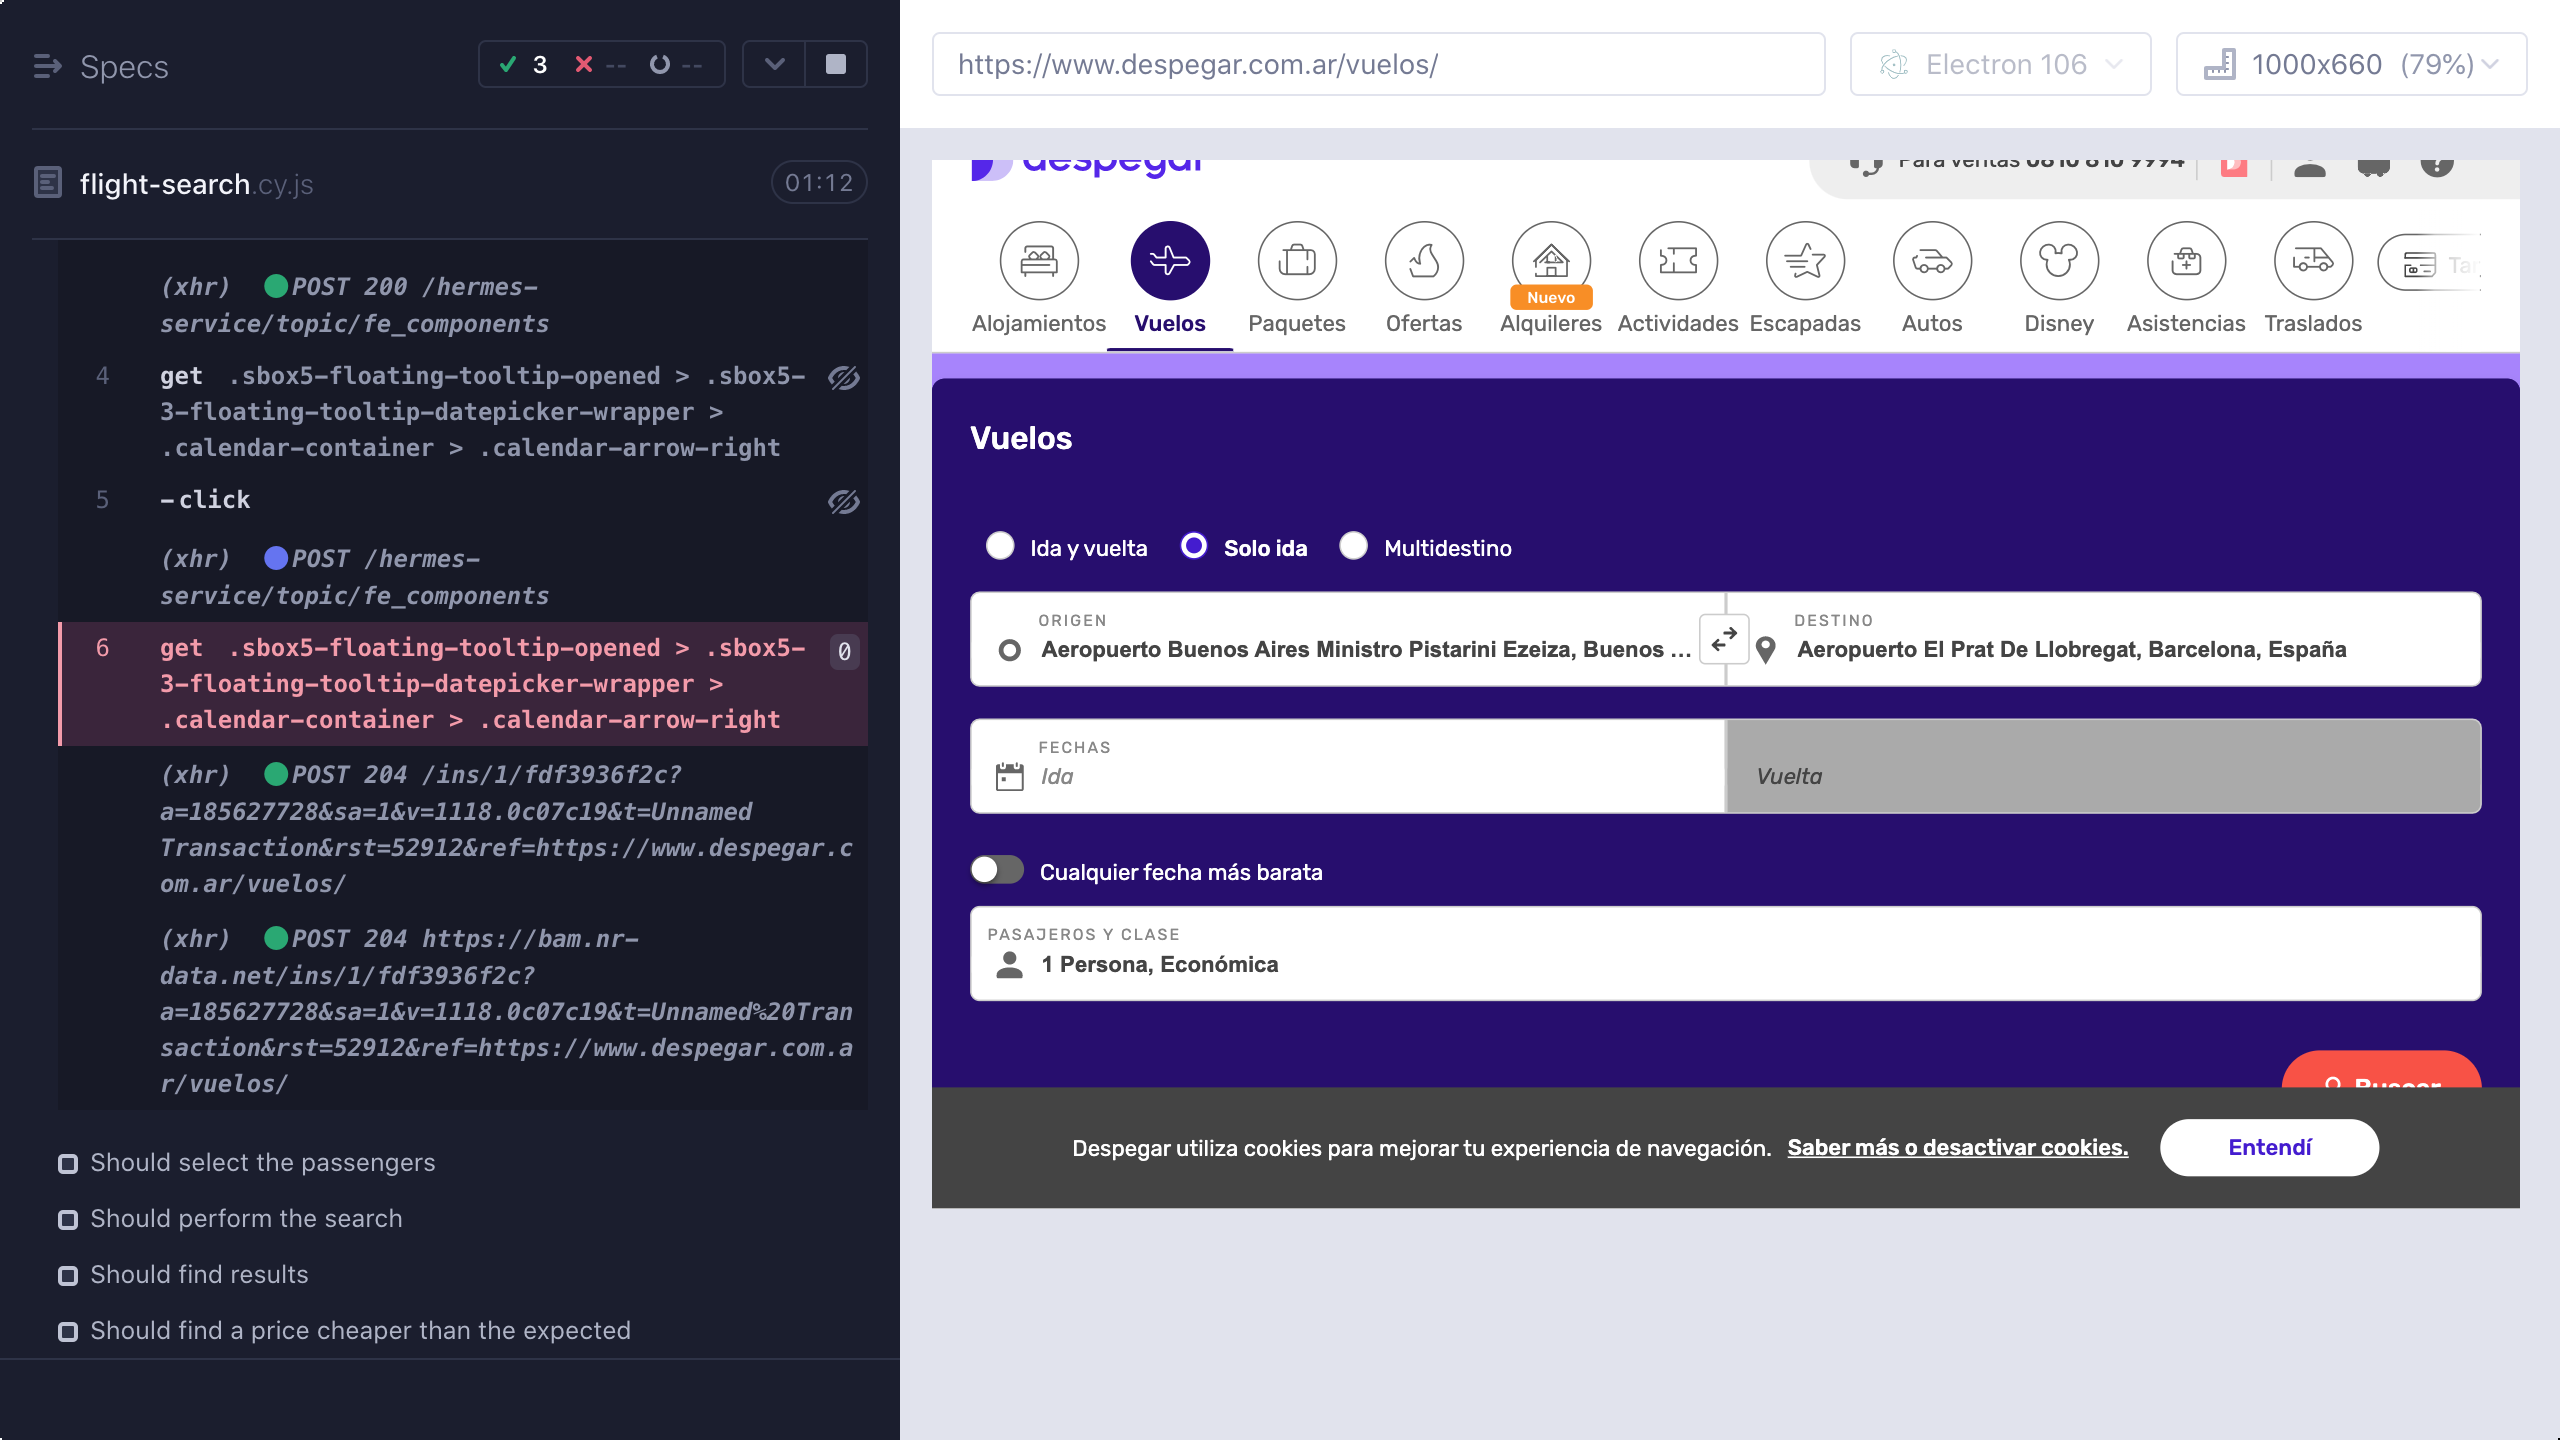 Specs
3 -- --
flight-search.cy.js
01:12
(xhr) POST 200 /hermes-
service/topic/fe_components
4 get .sbox5-floating-tooltip-opened > .sbox5-
3-floating-tooltip-datepicker-wrapper >
.calendar-container > .calendar-arrow-right
5 -click
(xhr) POST /hermes-
service/topic/fe_components
6 get .sbox5-floating-tooltip-opened > .sbox5- 0
3-floating-tooltip-datepicker-wrapper >
.calendar-container > .calendar-arrow-right
(xhr) POST 204 /ins/1/fdf3936f2c?
a=185627728&sa=1&v=1118.0c07c19&t=Unnamed
Transaction&rst=52912&ref=https://www.despegar.c
om.ar/vuelos/
(xhr) POST 204 https://bam.nr-
data.net/ins/1/fdf3936f2c?
a=185627728&sa=1&v=1118.0c07c19&t=Unnamed%20Tran
saction&rst=52912&ref=https://www.despegar.com.a
r/vuelos/
Should select the passengers
Should perform the search
Should find results
Should find a price cheaper than the expected
https://www.despegar.com.ar/vuelos/
Electron 106
1000x660 (79%)
despegar
Para ventas 0810 810 9994
Alojamientos
Vuelos
Paquetes
Ofertas
Nuevo
Alquileres
Actividades
Escapadas
Autos
Disney
Asistencias
Traslados
Vuelos
Ida y vuelta
Solo ida
Multidestino
ORIGEN
Aeropuerto Buenos Aires Ministro Pistarini Ezeiza, Buenos ...
DESTINO
Aeropuerto El Prat De Llobregat, Barcelona, España
FECHAS
Ida
Vuelta
Cualquier fecha más barata
PASAJEROS Y CLASE
1 Persona, Económica
Buscar
Despegar utiliza cookies para mejorar tu experiencia de navegación. Saber más o desactivar cookies.
Entendí